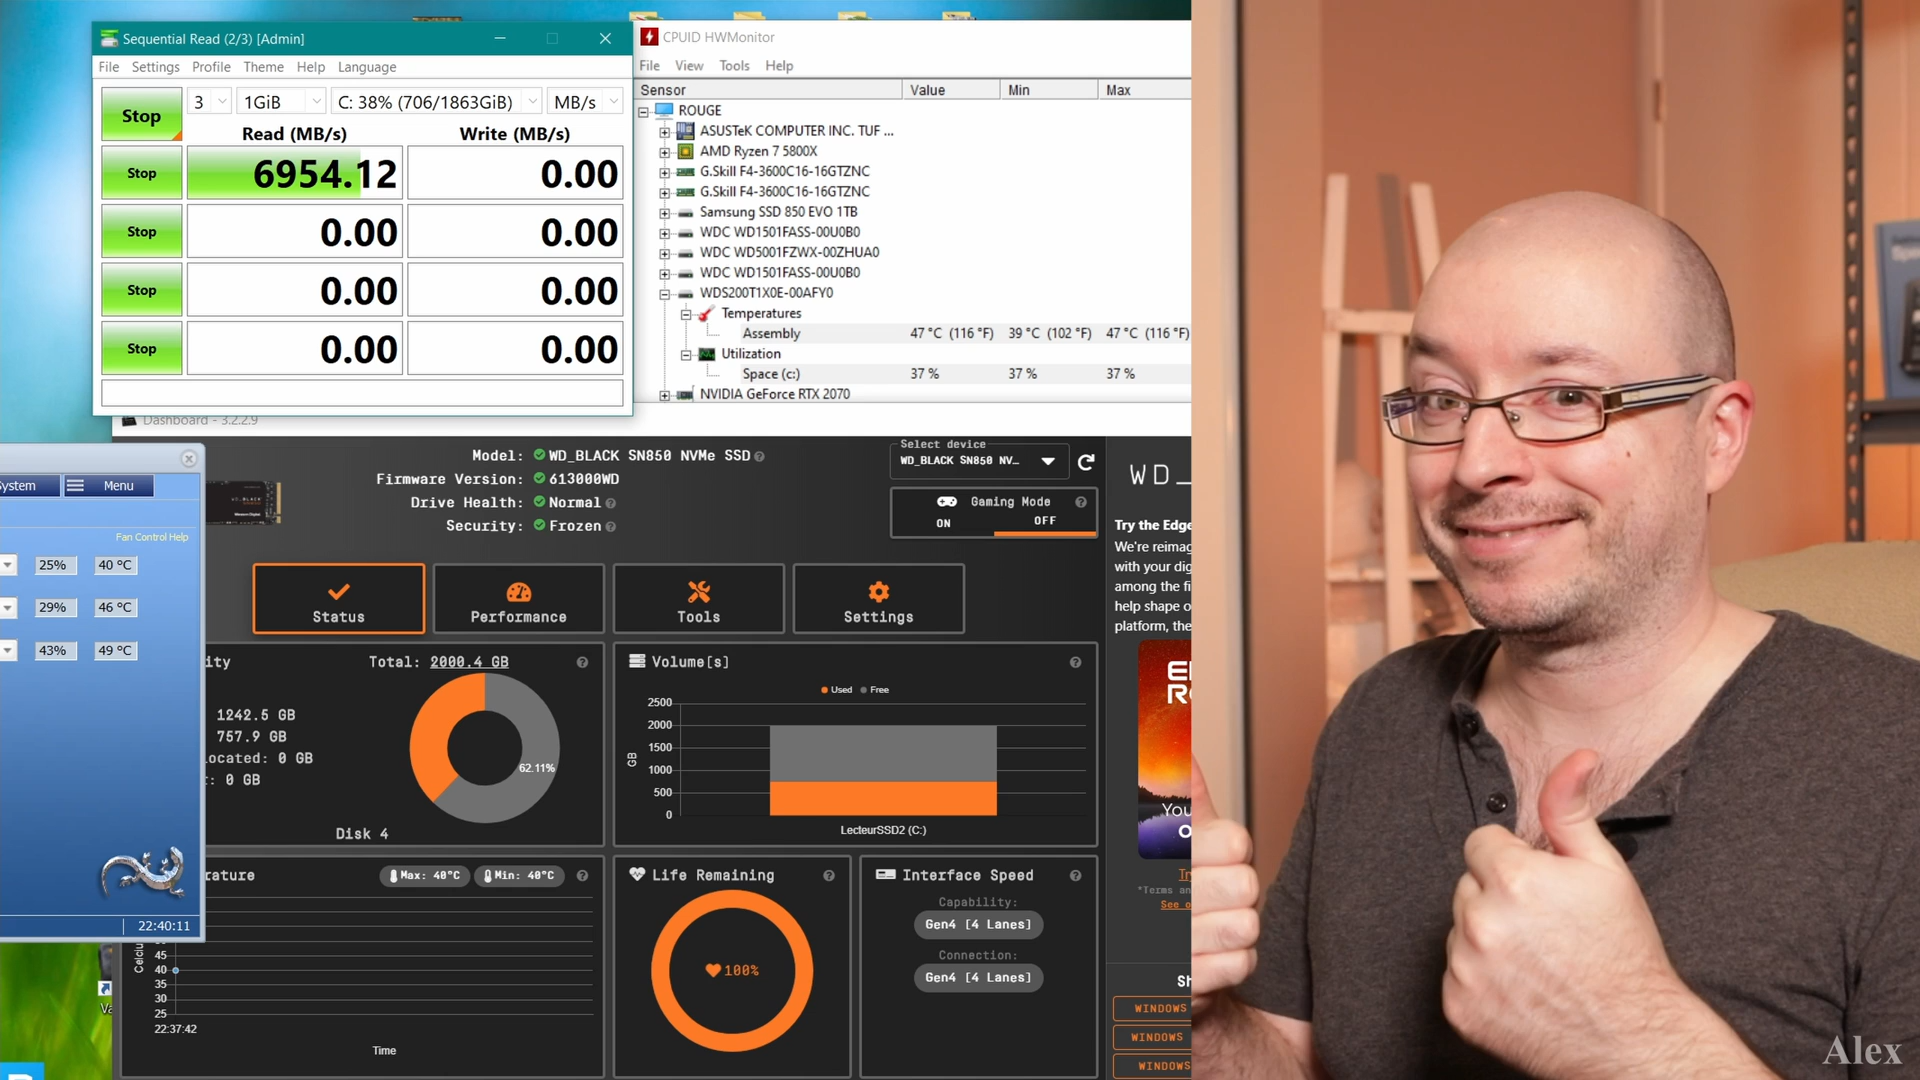 Sequential Read (2/3) [Admin]
File Settings Profile Theme Help Language
Stop
3 1GiB C: 38% (706/1863GiB) MB/s
Read (MB/s) Write (MB/s)
Stop 6954.12 0.00
Stop 0.00 0.00
Stop 0.00 0.00
Stop 0.00 0.00
CPUID HWMonitor
File View Tools Help
Sensor Value Min Max
ROUGE
ASUSTeK COMPUTER INC. TUF ...
AMD Ryzen 7 5800X
G.Skill F4-3600C16-16GTZNC
G.Skill F4-3600C16-16GTZNC
Samsung SSD 850 EVO 1TB
WDC WD1501FASS-00U0B0
WDC WD5001FZWX-00ZHUA0
WDC WD1501FASS-00U0B0
WDS200T1X0E-00AFY0
Temperatures
Assembly 47 °C (116 °F) 39 °C (102 °F) 47 °C (116 °F)
Utilization
Space (c:) 37 % 37 % 37 %
NVIDIA GeForce RTX 2070
Dashboard - 3.2.2.9
System Menu
Fan Control Help
25% 40 °C
29% 46 °C
43% 49 °C
22:40:11
Model: WD_BLACK SN850 NVMe SSD
Firmware Version: 613000WD
Drive Health: Normal
Security: Frozen
Select device
WD_BLACK SN850 NV...
Gaming Mode
ON OFF
Status Performance Tools Settings
ity Total: 2000.4 GB
1242.5 GB
757.9 GB
ocated: 0 GB
: 0 GB
62.11%
Disk 4
Volume[s]
Used Free
2500
2000
1500
1000
500
0
GB
LecteurSSD2 (C:)
rature Max: 40°C Min: 40°C
45
40
35
30
25
22:37:42
Time
Life Remaining
100%
Interface Speed
Capability:
Gen4 [4 Lanes]
Connection:
Gen4 [4 Lanes]
WD_
Try the Edge
We're reimag
with your dig
among the fi
help shape o
platform, the
You
*Terms an
See o
WINDOWS
WINDOWS
WINDOWS
Alex